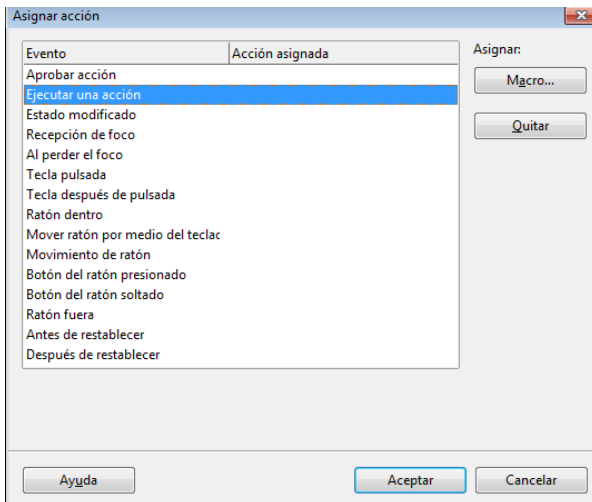 Asignar acción
Evento Acción asignada
Asignar:
Aprobar acción
Macro...
Ejecutar una acción
Estado modificado
Quitar
Recepción de foco
Al perder el foco
Tecla pulsada
Tecla después de pulsada
Ratón dentro
Mover ratón por medio del teclac
Movimiento de ratón
Botón del ratón presionado
Botón del ratón soltado
Ratón fuera
Antes de restablecer
Después de restablecer
Ayuda Aceptar Cancelar